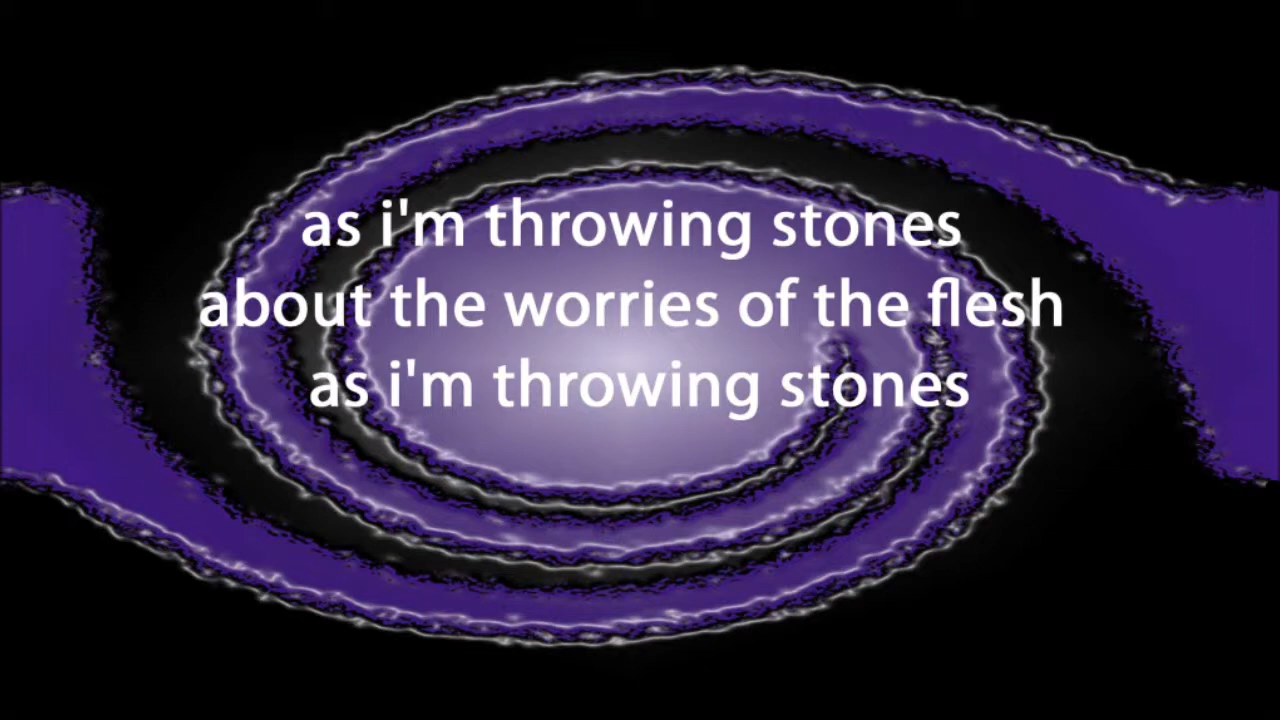 as i'm throwing stones
about the worries of the flesh
as i'm throwing stones